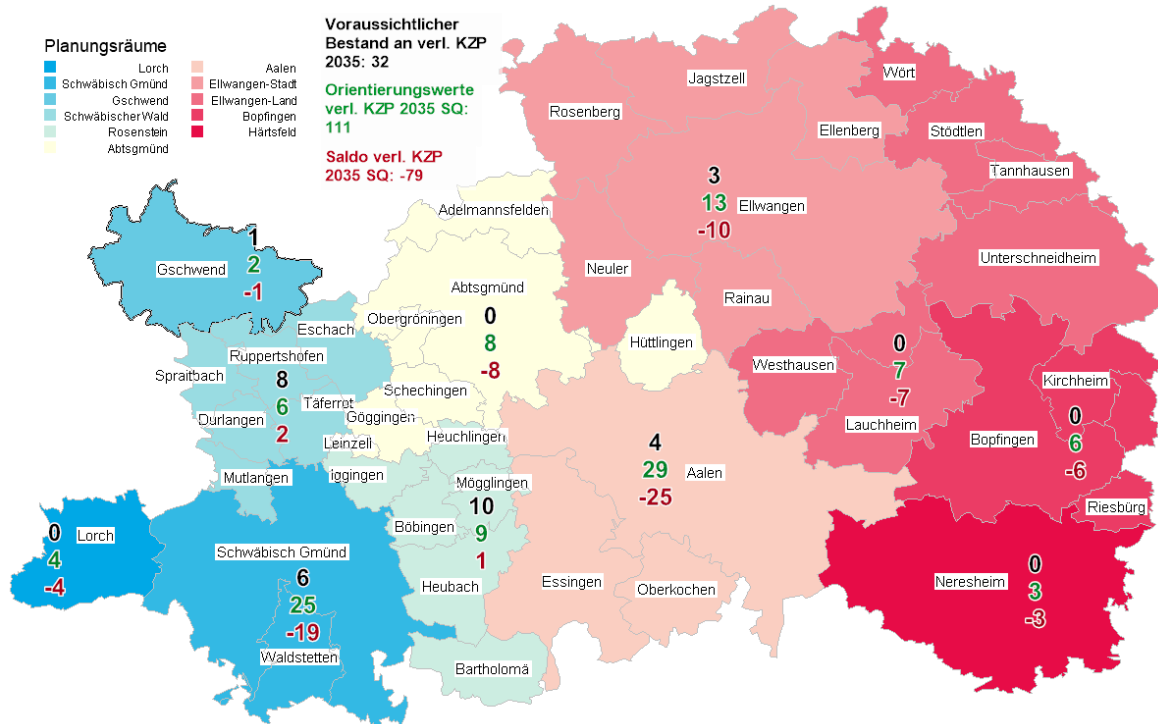 Planungsräume
Lorch
Schwäbisch Gmünd
Gschwend
Schwäbischer Wald
Rosenstein
Abtsgmünd
Aalen
Ellwangen-Stadt
Ellwangen-Land
Bopfingen
Härtsfeld
Voraussichtlicher
Bestand an verl. KZP
2035: 32
Orientierungswerte
verl. KZP 2035 SQ:
111
Saldo verl. KZP
2035 SQ: -79
Jagstzell
Wört
Rosenberg
Ellenberg
Stödtlen
Tannhausen
3
13
-10
Ellwangen
Adelmannsfelden
1
2
-1
Gschwend
Neuler
Rainau
Unterschneidheim
Abtsgmünd
0
8
-8
Obergröningen
Eschach
Hüttlingen
Ruppertshofen
Spraitbach
8
6
2
Täferrot
Durlangen
Schechingen
Göggingen
Leinzell
Heuchlingen
Westhausen
0
7
-7
Lauchheim
Kirchheim
0
6
-6
Bopfingen
Riesbürg
4
29
-25
Aalen
Mutlangen
iggingen
Mögglingen
10
9
1
Böbingen
Heubach
0
4
-4
Lorch
Schwäbisch Gmünd
6
25
-19
Waldstetten
Essingen
Oberkochen
Bartholomä
0
3
-3
Neresheim